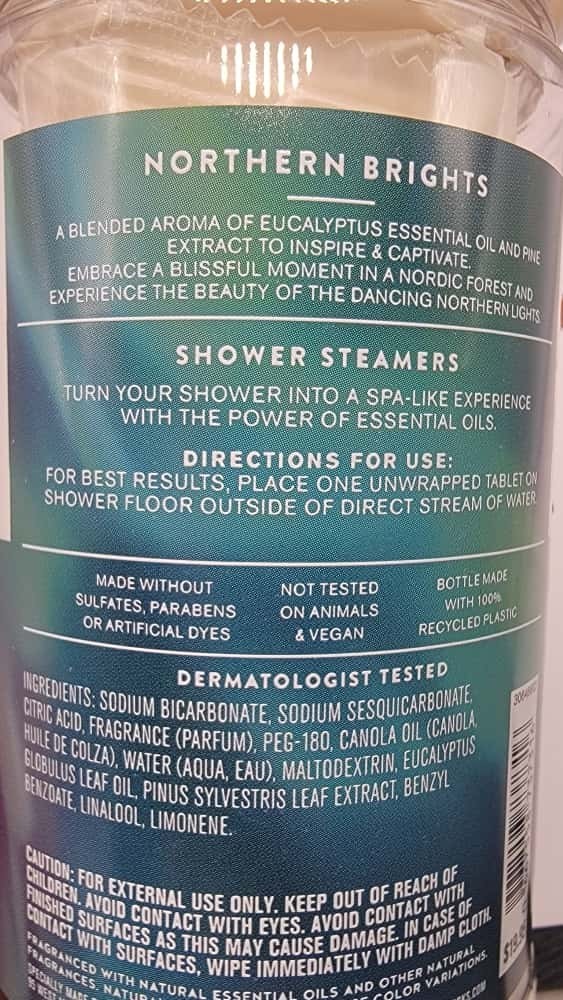 NORTHERN BRIGHTS
A BLENDED AROMA OF EUCALYPTUS ESSENTIAL OIL AND PINE
EXTRACT TO INSPIRE & CAPTIVATE.
EMBRACE A BLISSFUL MOMENT IN A NORDIC FOREST AND
EXPERIENCE THE BEAUTY OF THE DANCING NORTHERN LIGHTS.
SHOWER STEAMERS
TURN YOUR SHOWER INTO A SPA-LIKE EXPERIENCE
WITH THE POWER OF ESSENTIAL OILS.
DIRECTIONS FOR USE:
FOR BEST RESULTS, PLACE ONE UNWRAPPED TABLET ON
SHOWER FLOOR OUTSIDE OF DIRECT STREAM OF WATER.
MADE WITHOUT
SULFATES, PARABENS
OR ARTIFICIAL DYES
NOT TESTED
ON ANIMALS
& VEGAN
BOTTLE MADE
WITH 100%
RECYCLED PLASTIC
DERMATOLOGIST TESTED
INGREDIENTS: SODIUM BICARBONATE, SODIUM SESQUICARBONATE,
CITRIC ACID, FRAGRANCE (PARFUM), PEG-180, CANOLA OIL (CANOLA,
HUILE DE COLZA), WATER (AQUA, EAU), MALTODEXTRIN, EUCALYPTUS
GLOBULUS LEAF OIL, PINUS SYLVESTRIS LEAF EXTRACT, BENZYL
BENZOATE, LINALOOL, LIMONENE.
CAUTION: FOR EXTERNAL USE ONLY. KEEP OUT OF REACH OF
CHILDREN. AVOID CONTACT WITH EYES. AVOID CONTACT WITH
FINISHED SURFACES AS THIS MAY CAUSE DAMAGE. IN CASE OF
CONTACT WITH SURFACES, WIPE IMMEDIATELY WITH DAMP CLOTH.
FRAGRANCED WITH NATURAL ESSENTIAL OILS AND OTHER NATURAL
FRAGRANCES. COLOR VARIATIONS.
SPECIALLY MADE